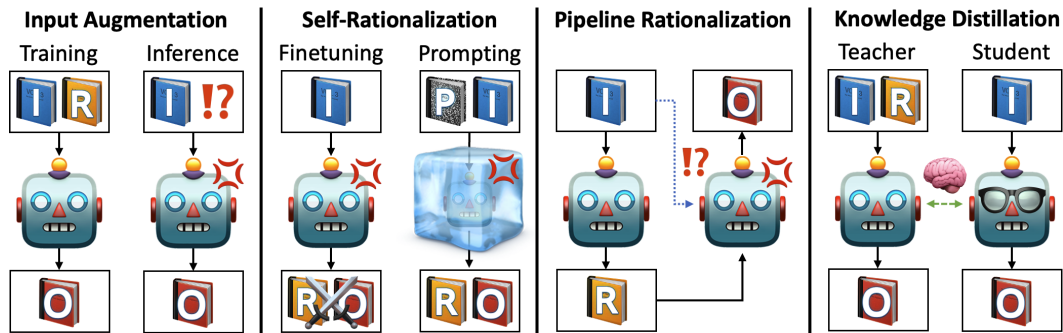 Input Augmentation
Training Inference
I R I ⁉
O O
Self-Rationalization
Finetuning Prompting
I P I
R O R O
Pipeline Rationalization
I O
⁉
R
Knowledge Distillation
Teacher Student
I R I
O O